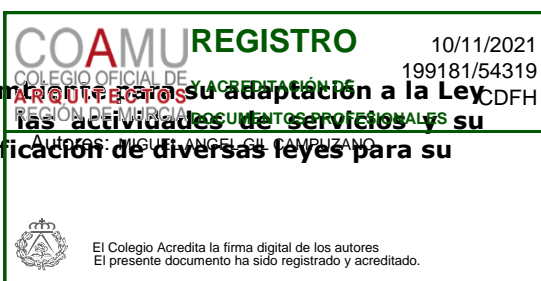 COAMU
COLEGIO OFICIAL DE
ARQUITECTOS
REGIÓN DE MURCIA
REGISTRO
Y ACREDITACIÓN DE
DOCUMENTOS PROFESIONALES
10/11/2021
199181/54319
CDFH
para su adaptación a la Ley
las actividades de servicios y su
Autores: MIGUEL ANGEL GIL CAMPUZANO
ficación de diversas leyes para su
El Colegio Acredita la firma digital de los autores
El presente documento ha sido registrado y acreditado.